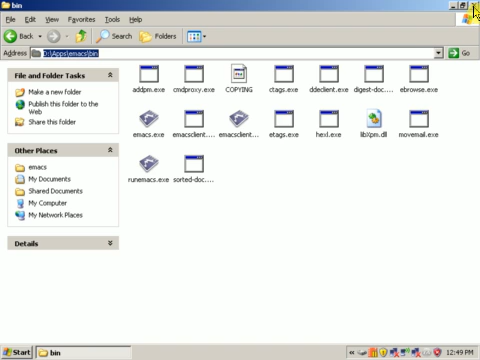 bin
File Edit View Favorites Tools Help
Back Search Folders
Address D:\Apps\emacs\bin Go
File and Folder Tasks
Make a new folder
Publish this folder to the
Web
Share this folder
Other Places
emacs
My Documents
Shared Documents
My Computer
My Network Places
Details
addpm.exe cmdproxy.exe COPYING ctags.exe ddeclient.exe digest-doc.... ebrowse.exe
emacs.exe emacsclient.... emacsclient.... etags.exe hexl.exe libXpm.dll movemail.exe
runemacs.exe sorted-doc....
Start bin 12:49 PM